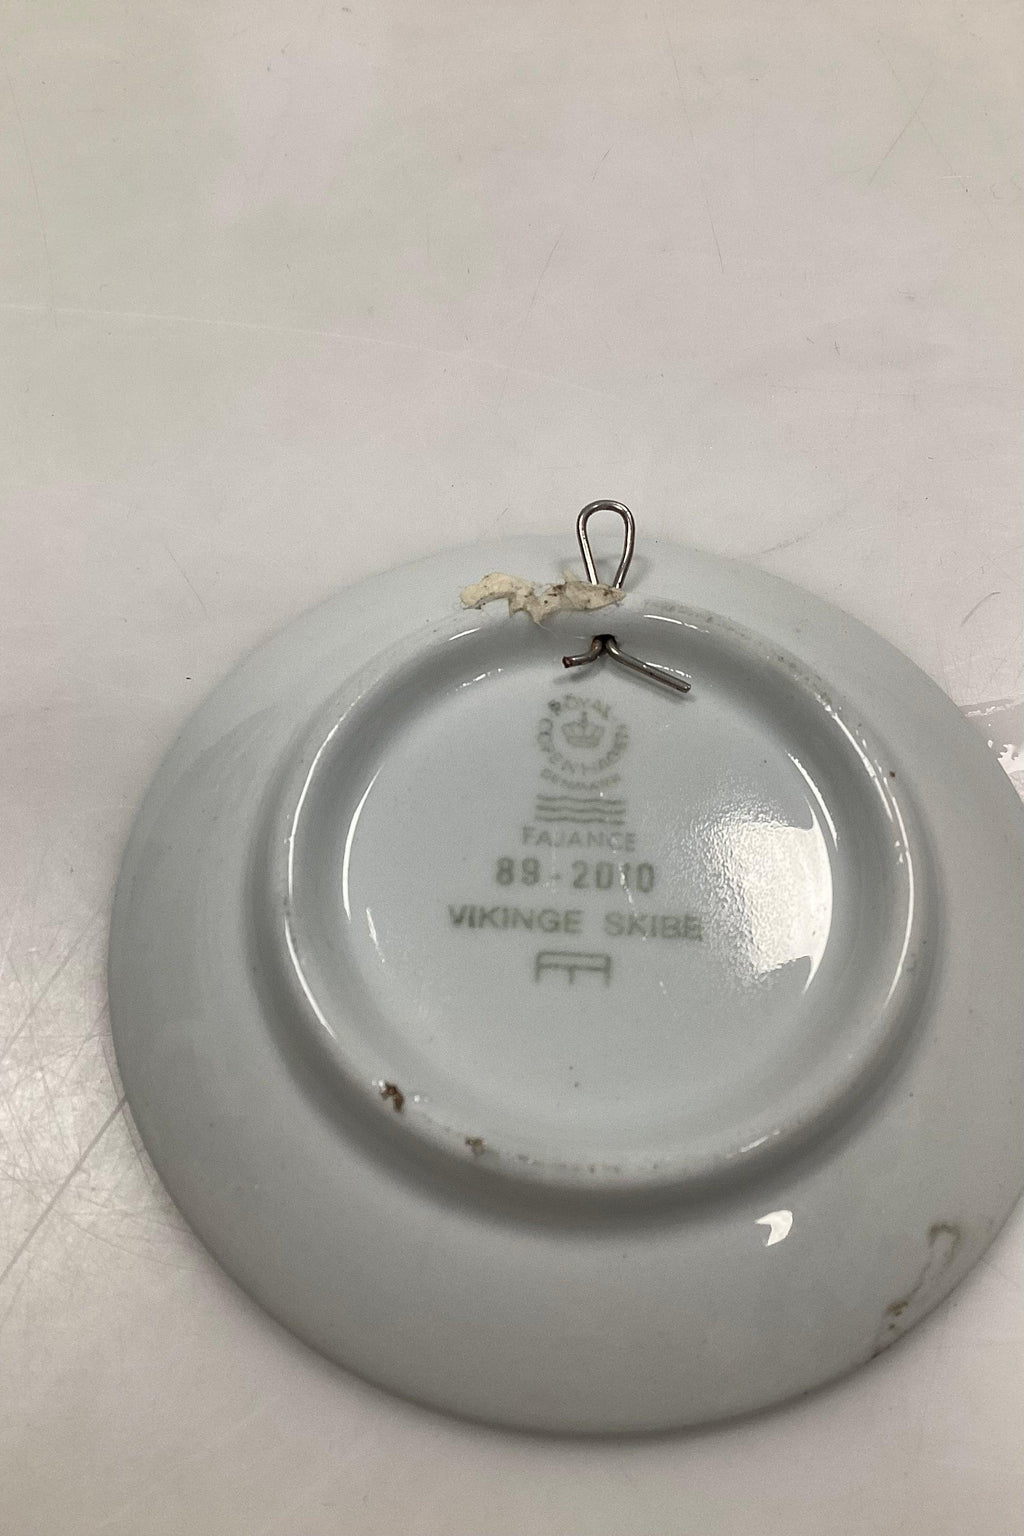 ROYAL
COPENHAGEN
DENMARK
FAJANCE
89-2010
VIKINGE SKIBE